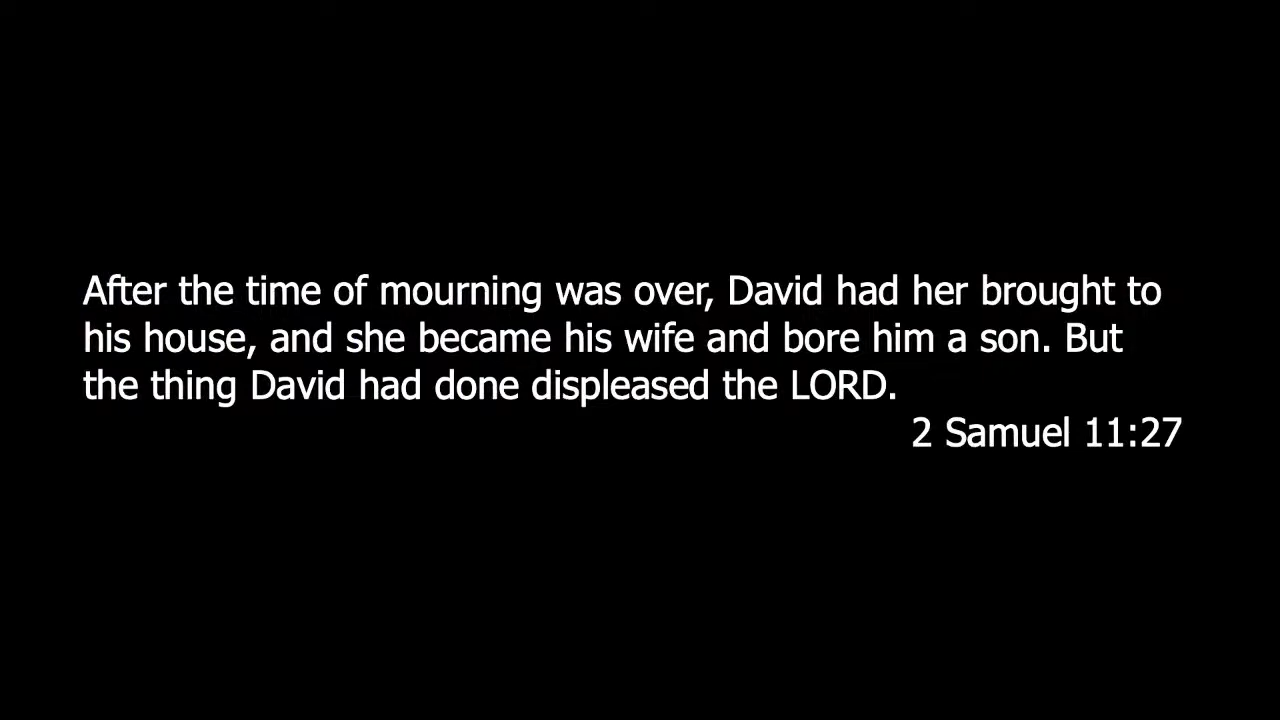 After the time of mourning was over, David had her brought to
his house, and she became his wife and bore him a son. But
the thing David had done displeased the LORD.
2 Samuel 11:27